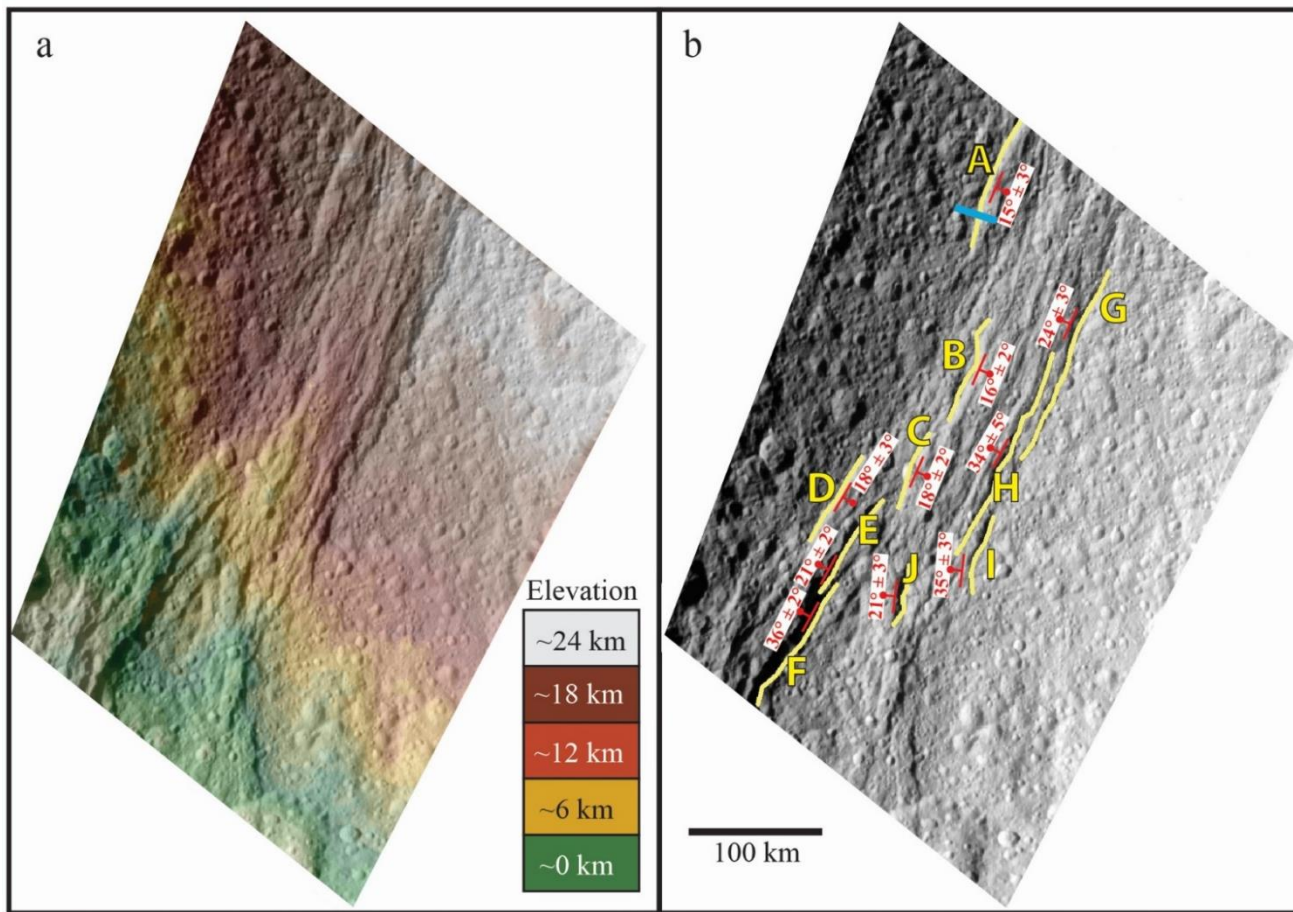 a
Elevation
~24 km
~18 km
~12 km
~6 km
~0 km
b
A
15° ± 3°
G
24° ± 3°
B
16° ± 2°
C
34° ± 5°
18° ± 2°
D
18° ± 3°
H
E
21° ± 2°
J
35° ± 3°
I
21° ± 3°
36° ± 2°
F
100 km